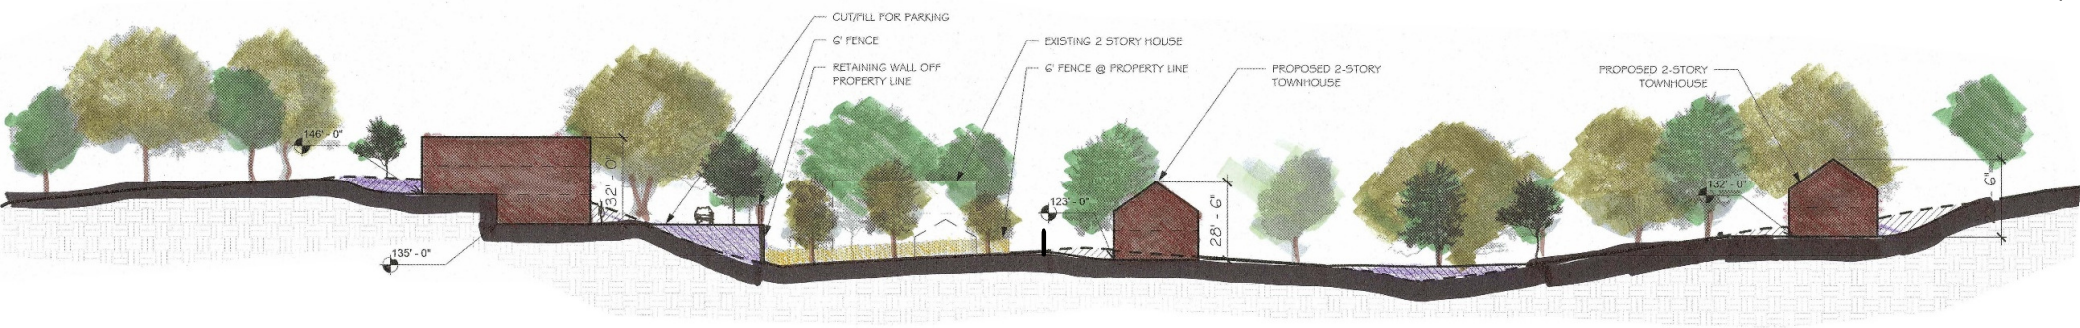 CUT/FILL FOR PARKING
6' FENCE
RETAINING WALL OFF
PROPERTY LINE
EXISTING 2 STORY HOUSE
6' FENCE @ PROPERTY LINE
PROPOSED 2-STORY
TOWNHOUSE
PROPOSED 2-STORY
TOWNHOUSE
146' - 0"
32' - 0"
135' - 0"
123' - 0"
28' - 6"
132' - 0"
- 6"